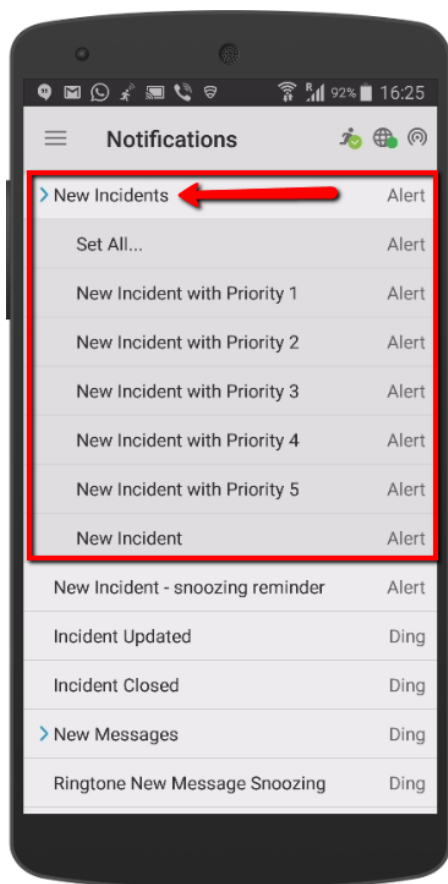 R 92% 16:25
Notifications
New Incidents Alert
Set All... Alert
New Incident with Priority 1 Alert
New Incident with Priority 2 Alert
New Incident with Priority 3 Alert
New Incident with Priority 4 Alert
New Incident with Priority 5 Alert
New Incident Alert
New Incident - snoozing reminder Alert
Incident Updated Ding
Incident Closed Ding
New Messages Ding
Ringtone New Message Snoozing Ding